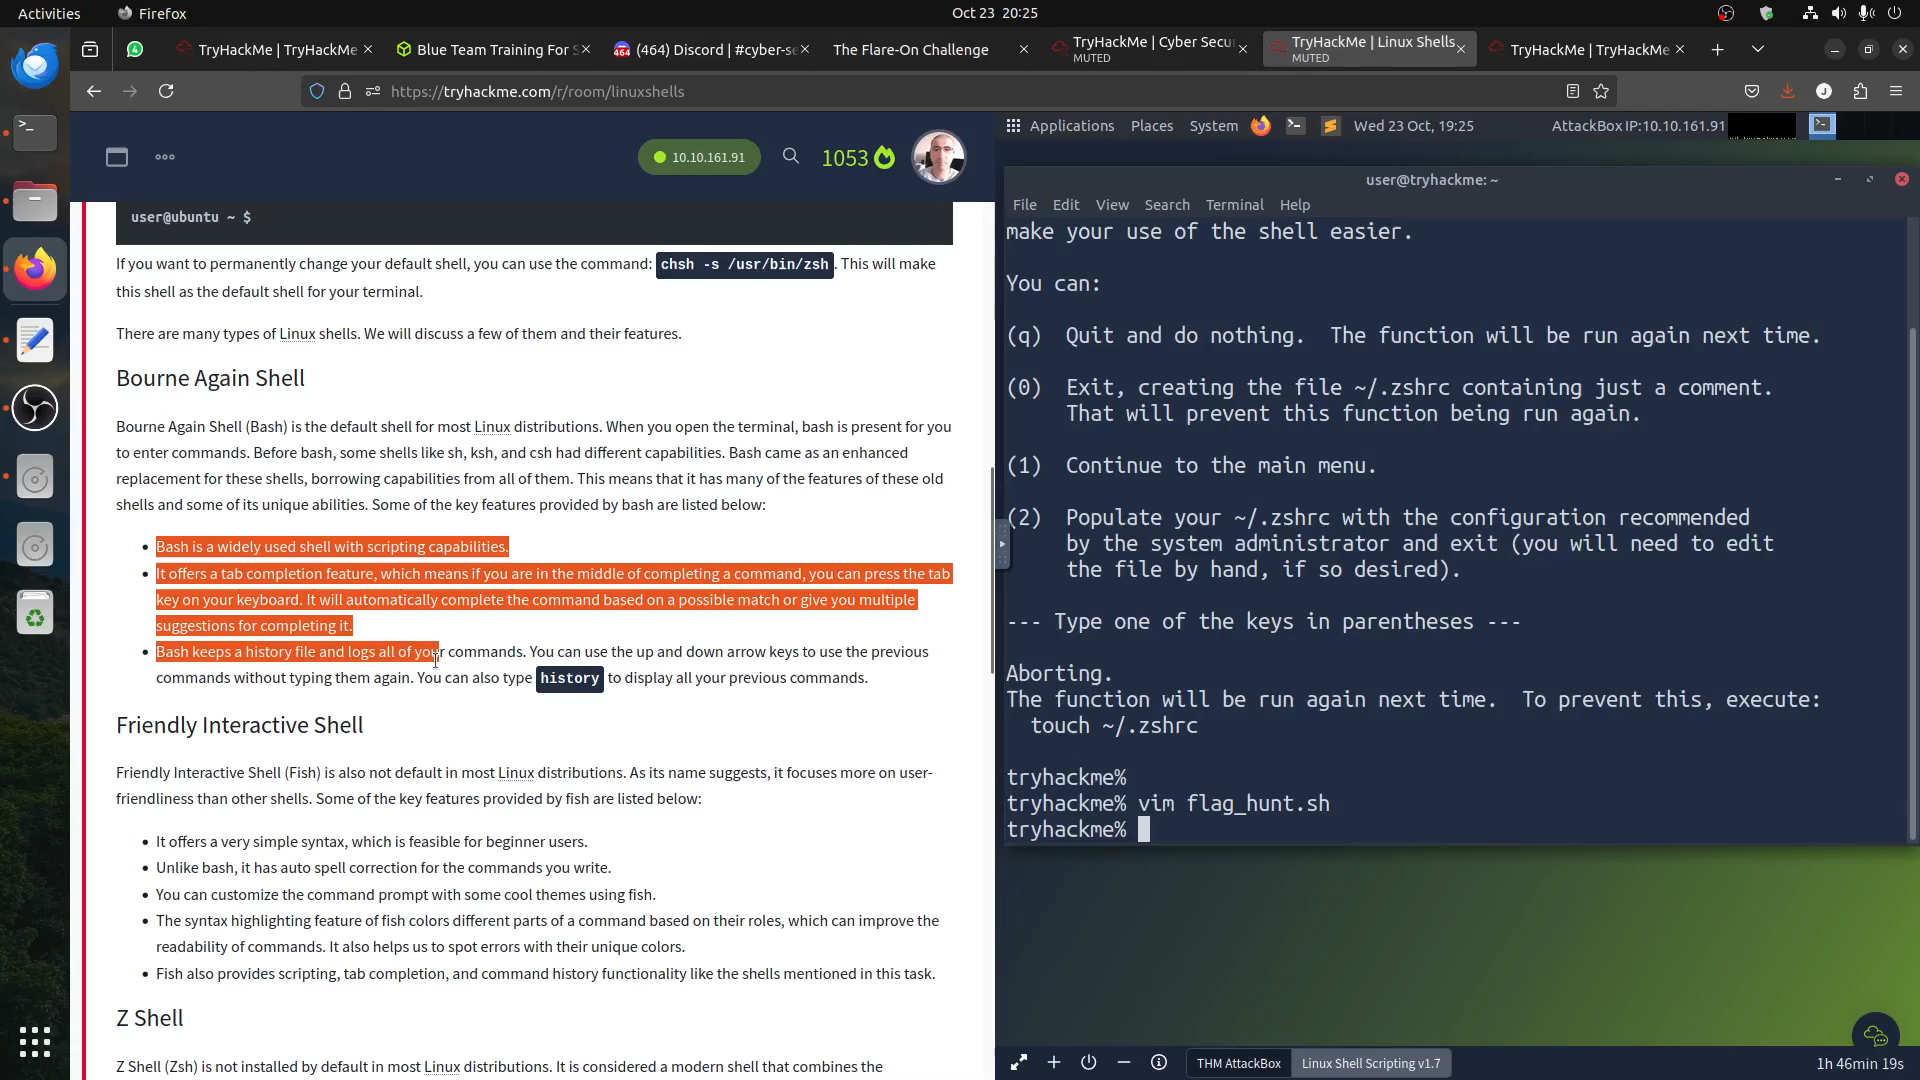 Activities
Firefox
Oct 23 20:25
TryHackMe | TryHackMe
Blue Team Training For S
(464) Discord | #cyber-se
The Flare-On Challenge
TryHackMe | Cyber Secu
MUTED
TryHackMe | Linux Shells
MUTED
TryHackMe | TryHackMe
https://tryhackme.com/r/room/linuxshells
J
10.10.161.91
1053
user@ubuntu ~ $
If you want to permanently change your default shell, you can use the command: chsh -s /usr/bin/zsh. This will make
this shell as the default shell for your terminal.
There are many types of Linux shells. We will discuss a few of them and their features.
Bourne Again Shell
Bourne Again Shell (Bash) is the default shell for most Linux distributions. When you open the terminal, bash is present for you
to enter commands. Before bash, some shells like sh, ksh, and csh had different capabilities. Bash came as an enhanced
replacement for these shells, borrowing capabilities from all of them. This means that it has many of the features of these old
shells and some of its unique abilities. Some of the key features provided by bash are listed below:
• Bash is a widely used shell with scripting capabilities.
• It offers a tab completion feature, which means if you are in the middle of completing a command, you can press the tab
key on your keyboard. It will automatically complete the command based on a possible match or give you multiple
suggestions for completing it.
• Bash keeps a history file and logs all of your commands. You can use the up and down arrow keys to use the previous
commands without typing them again. You can also type history to display all your previous commands.
Friendly Interactive Shell
Friendly Interactive Shell (Fish) is also not default in most Linux distributions. As its name suggests, it focuses more on user-
friendliness than other shells. Some of the key features provided by fish are listed below:
• It offers a very simple syntax, which is feasible for beginner users.
• Unlike bash, it has auto spell correction for the commands you write.
• You can customize the command prompt with some cool themes using fish.
• The syntax highlighting feature of fish colors different parts of a command based on their roles, which can improve the
readability of commands. It also helps us to spot errors with their unique colors.
• Fish also provides scripting, tab completion, and command history functionality like the shells mentioned in this task.
Z Shell
Z Shell (Zsh) is not installed by default in most Linux distributions. It is considered a modern shell that combines the
Applications Places System Wed 23 Oct, 19:25 AttackBox IP:10.10.161.91
user@tryhackme: ~
File Edit View Search Terminal Help
make your use of the shell easier.
You can:
(q) Quit and do nothing. The function will be run again next time.
(0) Exit, creating the file ~/.zshrc containing just a comment.
That will prevent this function being run again.
(1) Continue to the main menu.
(2) Populate your ~/.zshrc with the configuration recommended
by the system administrator and exit (you will need to edit
the file by hand, if so desired).
--- Type one of the keys in parentheses ---
Aborting.
The function will be run again next time. To prevent this, execute:
touch ~/.zshrc
tryhackme%
tryhackme% vim flag_hunt.sh
tryhackme%
THM AttackBox
Linux Shell Scripting v1.7
1h 46min 19s